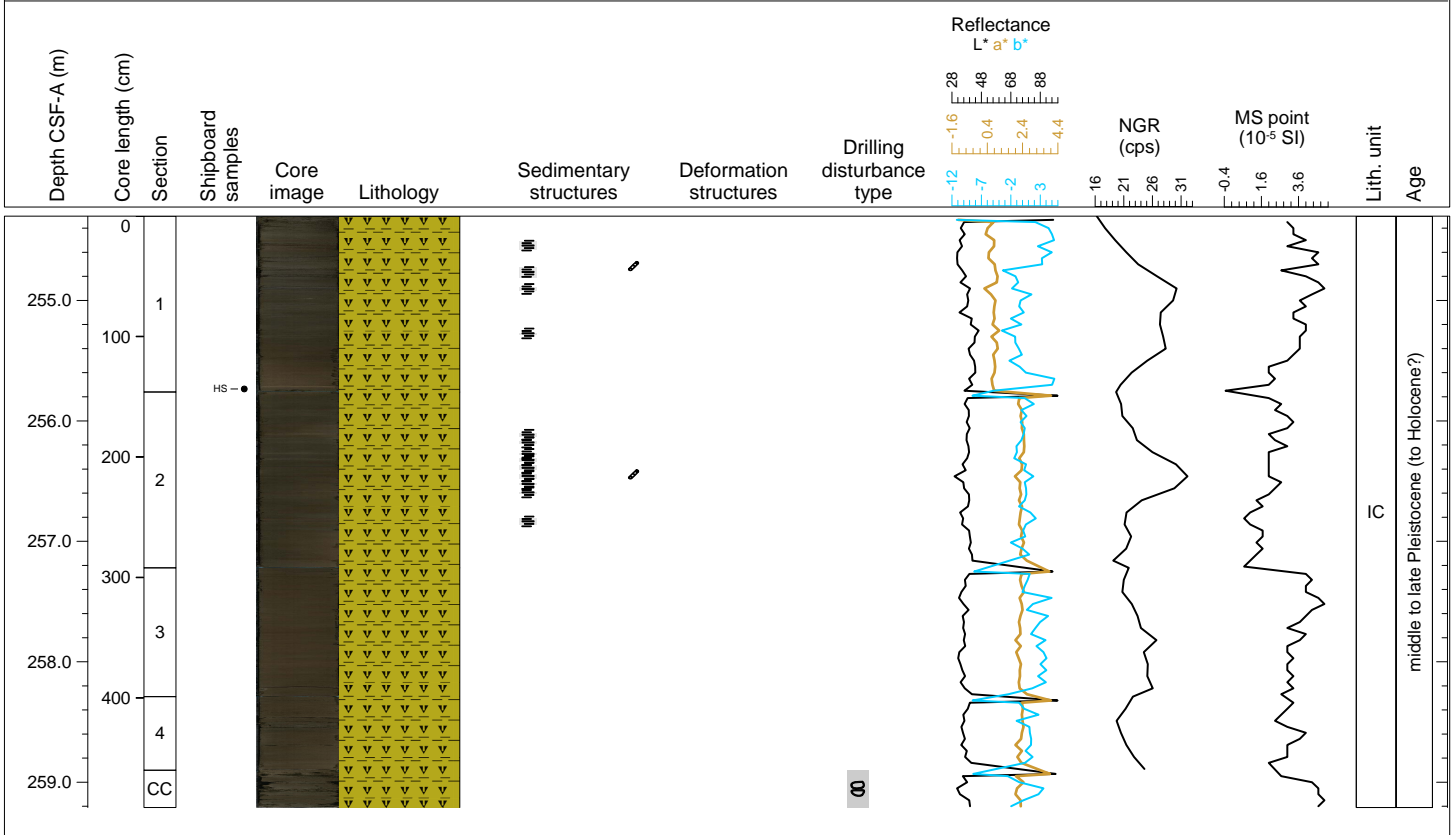 Depth CSF-A (m)
Core length (cm)
Section
Shipboard
samples
Core
image
Lithology
Sedimentary
structures
Deformation
structures
Drilling
disturbance
type
Reflectance
L* a* b*
28 48 68 88
-1.6 0.4 2.4 4.4
-12 -7 -2 3
NGR
(cps)
16 21 26 31
MS point
(10-5 SI)
-0.4 1.6 3.6
Lith. unit
Age
255.0
256.0
257.0
258.0
259.0
0
100
200
300
400
1
2
3
4
CC
HS
IC
middle to late Pleistocene (to Holocene?)